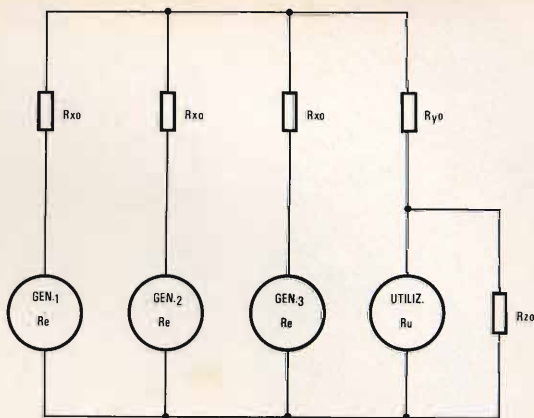 Rxo
Rxo
Rxo
Ryo
GEN.1
Re
GEN.2
Re
GEN.3
Re
UTILIZ.
Ru
Rzo